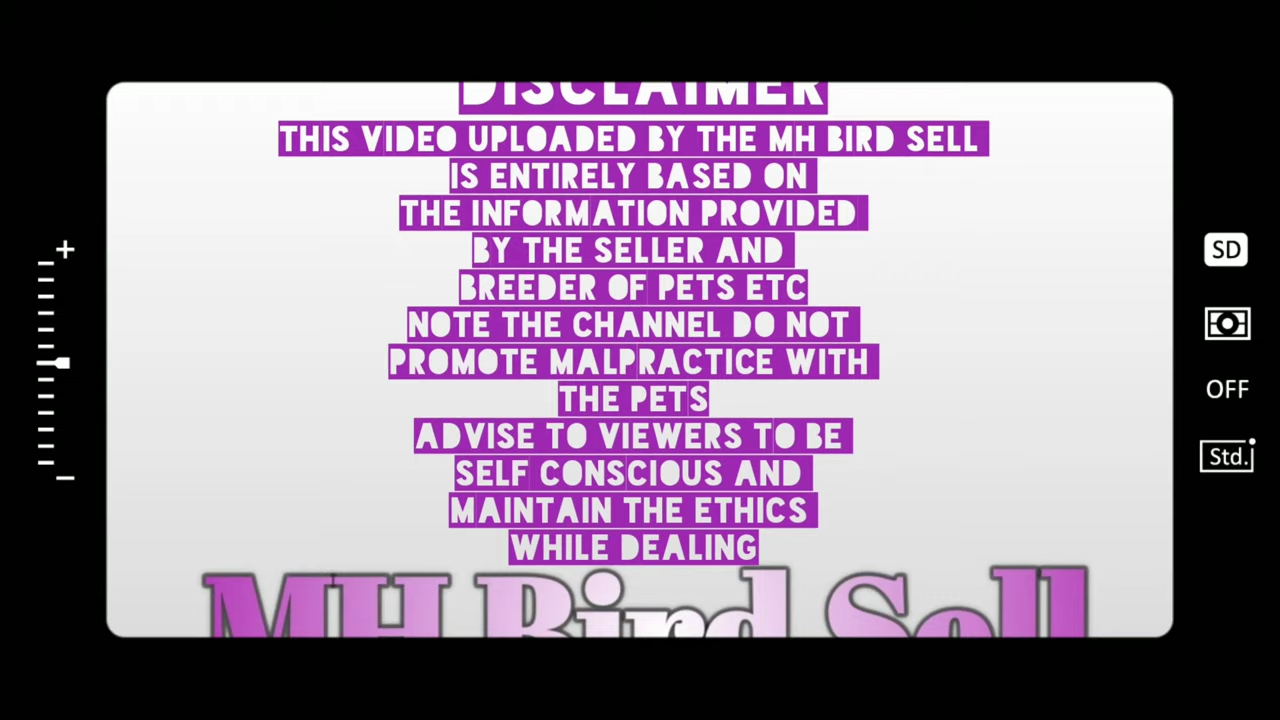 DISCLAIMER
THIS VIDEO UPLOADED BY THE MH BIRD SELL
IS ENTIRELY BASED ON
THE INFORMATION PROVIDED
BY THE SELLER AND
BREEDER OF PETS ETC
NOTE THE CHANNEL DO NOT
PROMOTE MALPRACTICE WITH
THE PETS
ADVISE TO VIEWERS TO BE
SELF CONSCIOUS AND
MAINTAIN THE ETHICS
WHILE DEALING
MH Bird Sell
+
SD
OFF
Std.
−